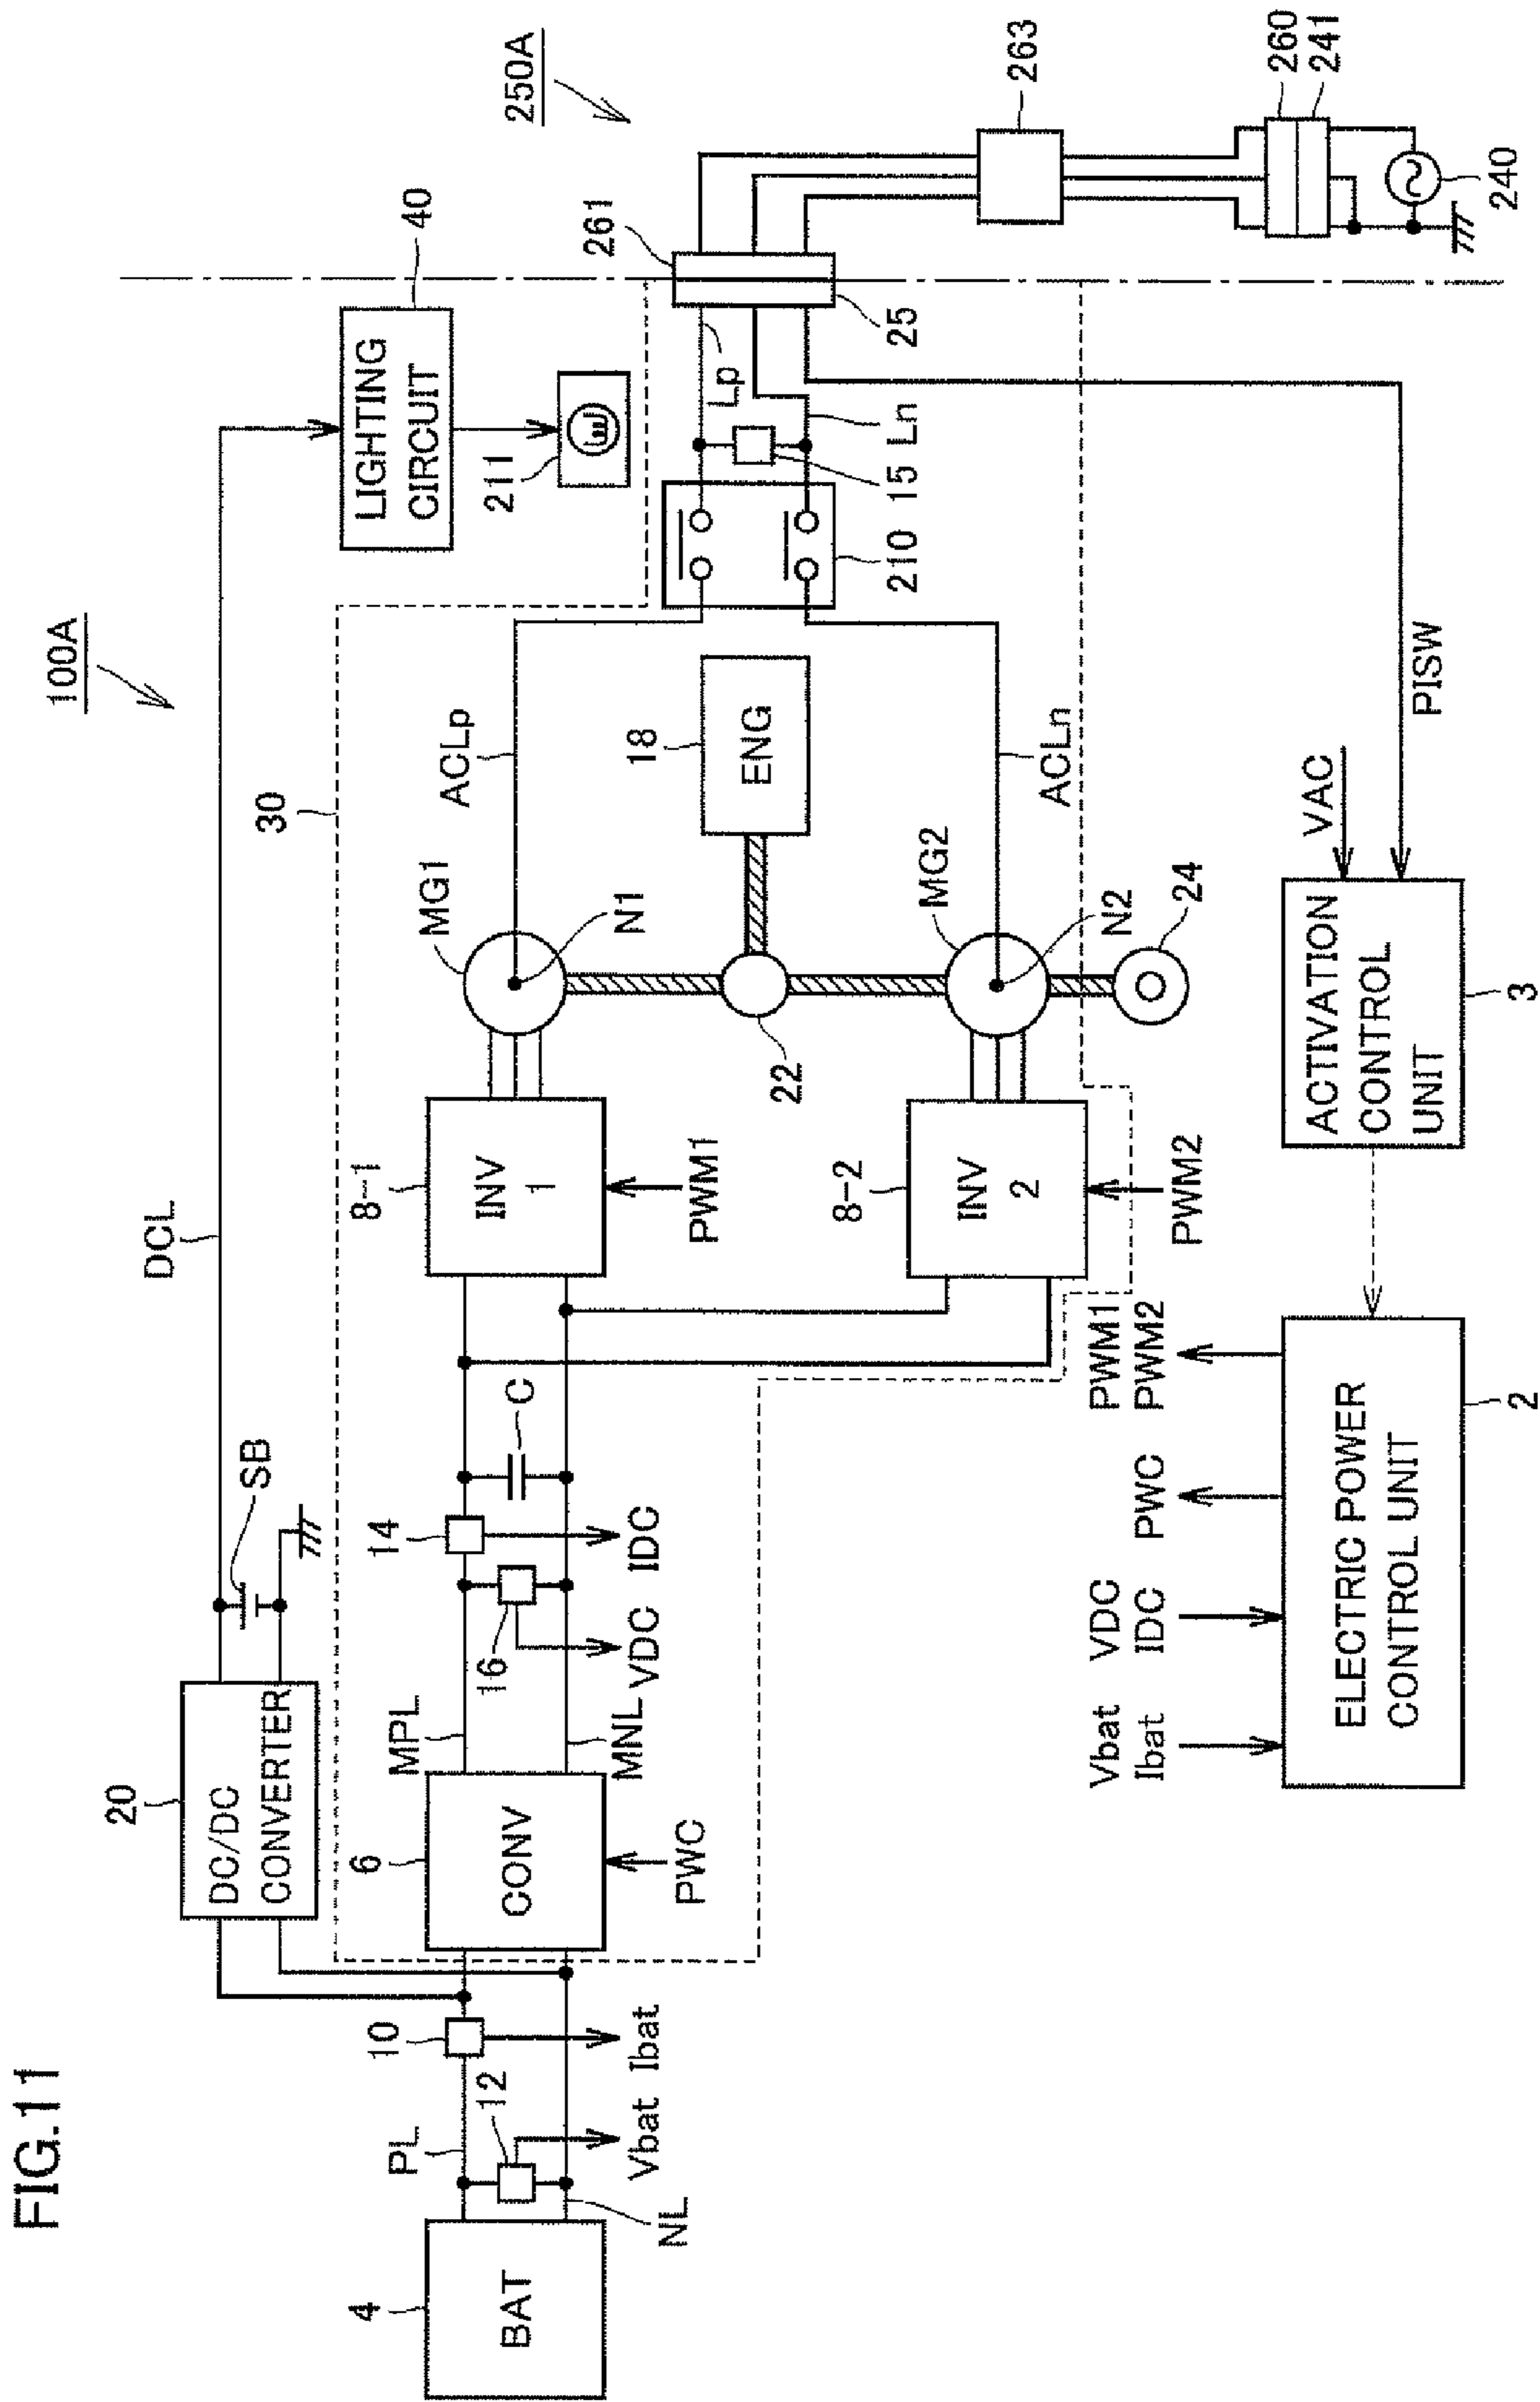 FIG.11
100A
250A
DCL
20
DC/DC
CONVERTER
SB
LIGHTING
CIRCUIT
40
211
30
4
BAT
PL
NL
12
10
Vbat
Ibat
6
CONV
PWC
MPL
MNL
16
14
VDC
IDC
C
8-1
INV
1
PWM1
8-2
INV
2
PWM2
MG1
N1
MG2
N2
22
24
18
ENG
ACLp
ACLn
210
15
Lp
Ln
25
261
263
260
241
240
Vbat
Ibat
VDC
IDC
PWC
PWM1
PWM2
ELECTRIC POWER
CONTROL UNIT
2
ACTIVATION
CONTROL
UNIT
3
VAC
PISW